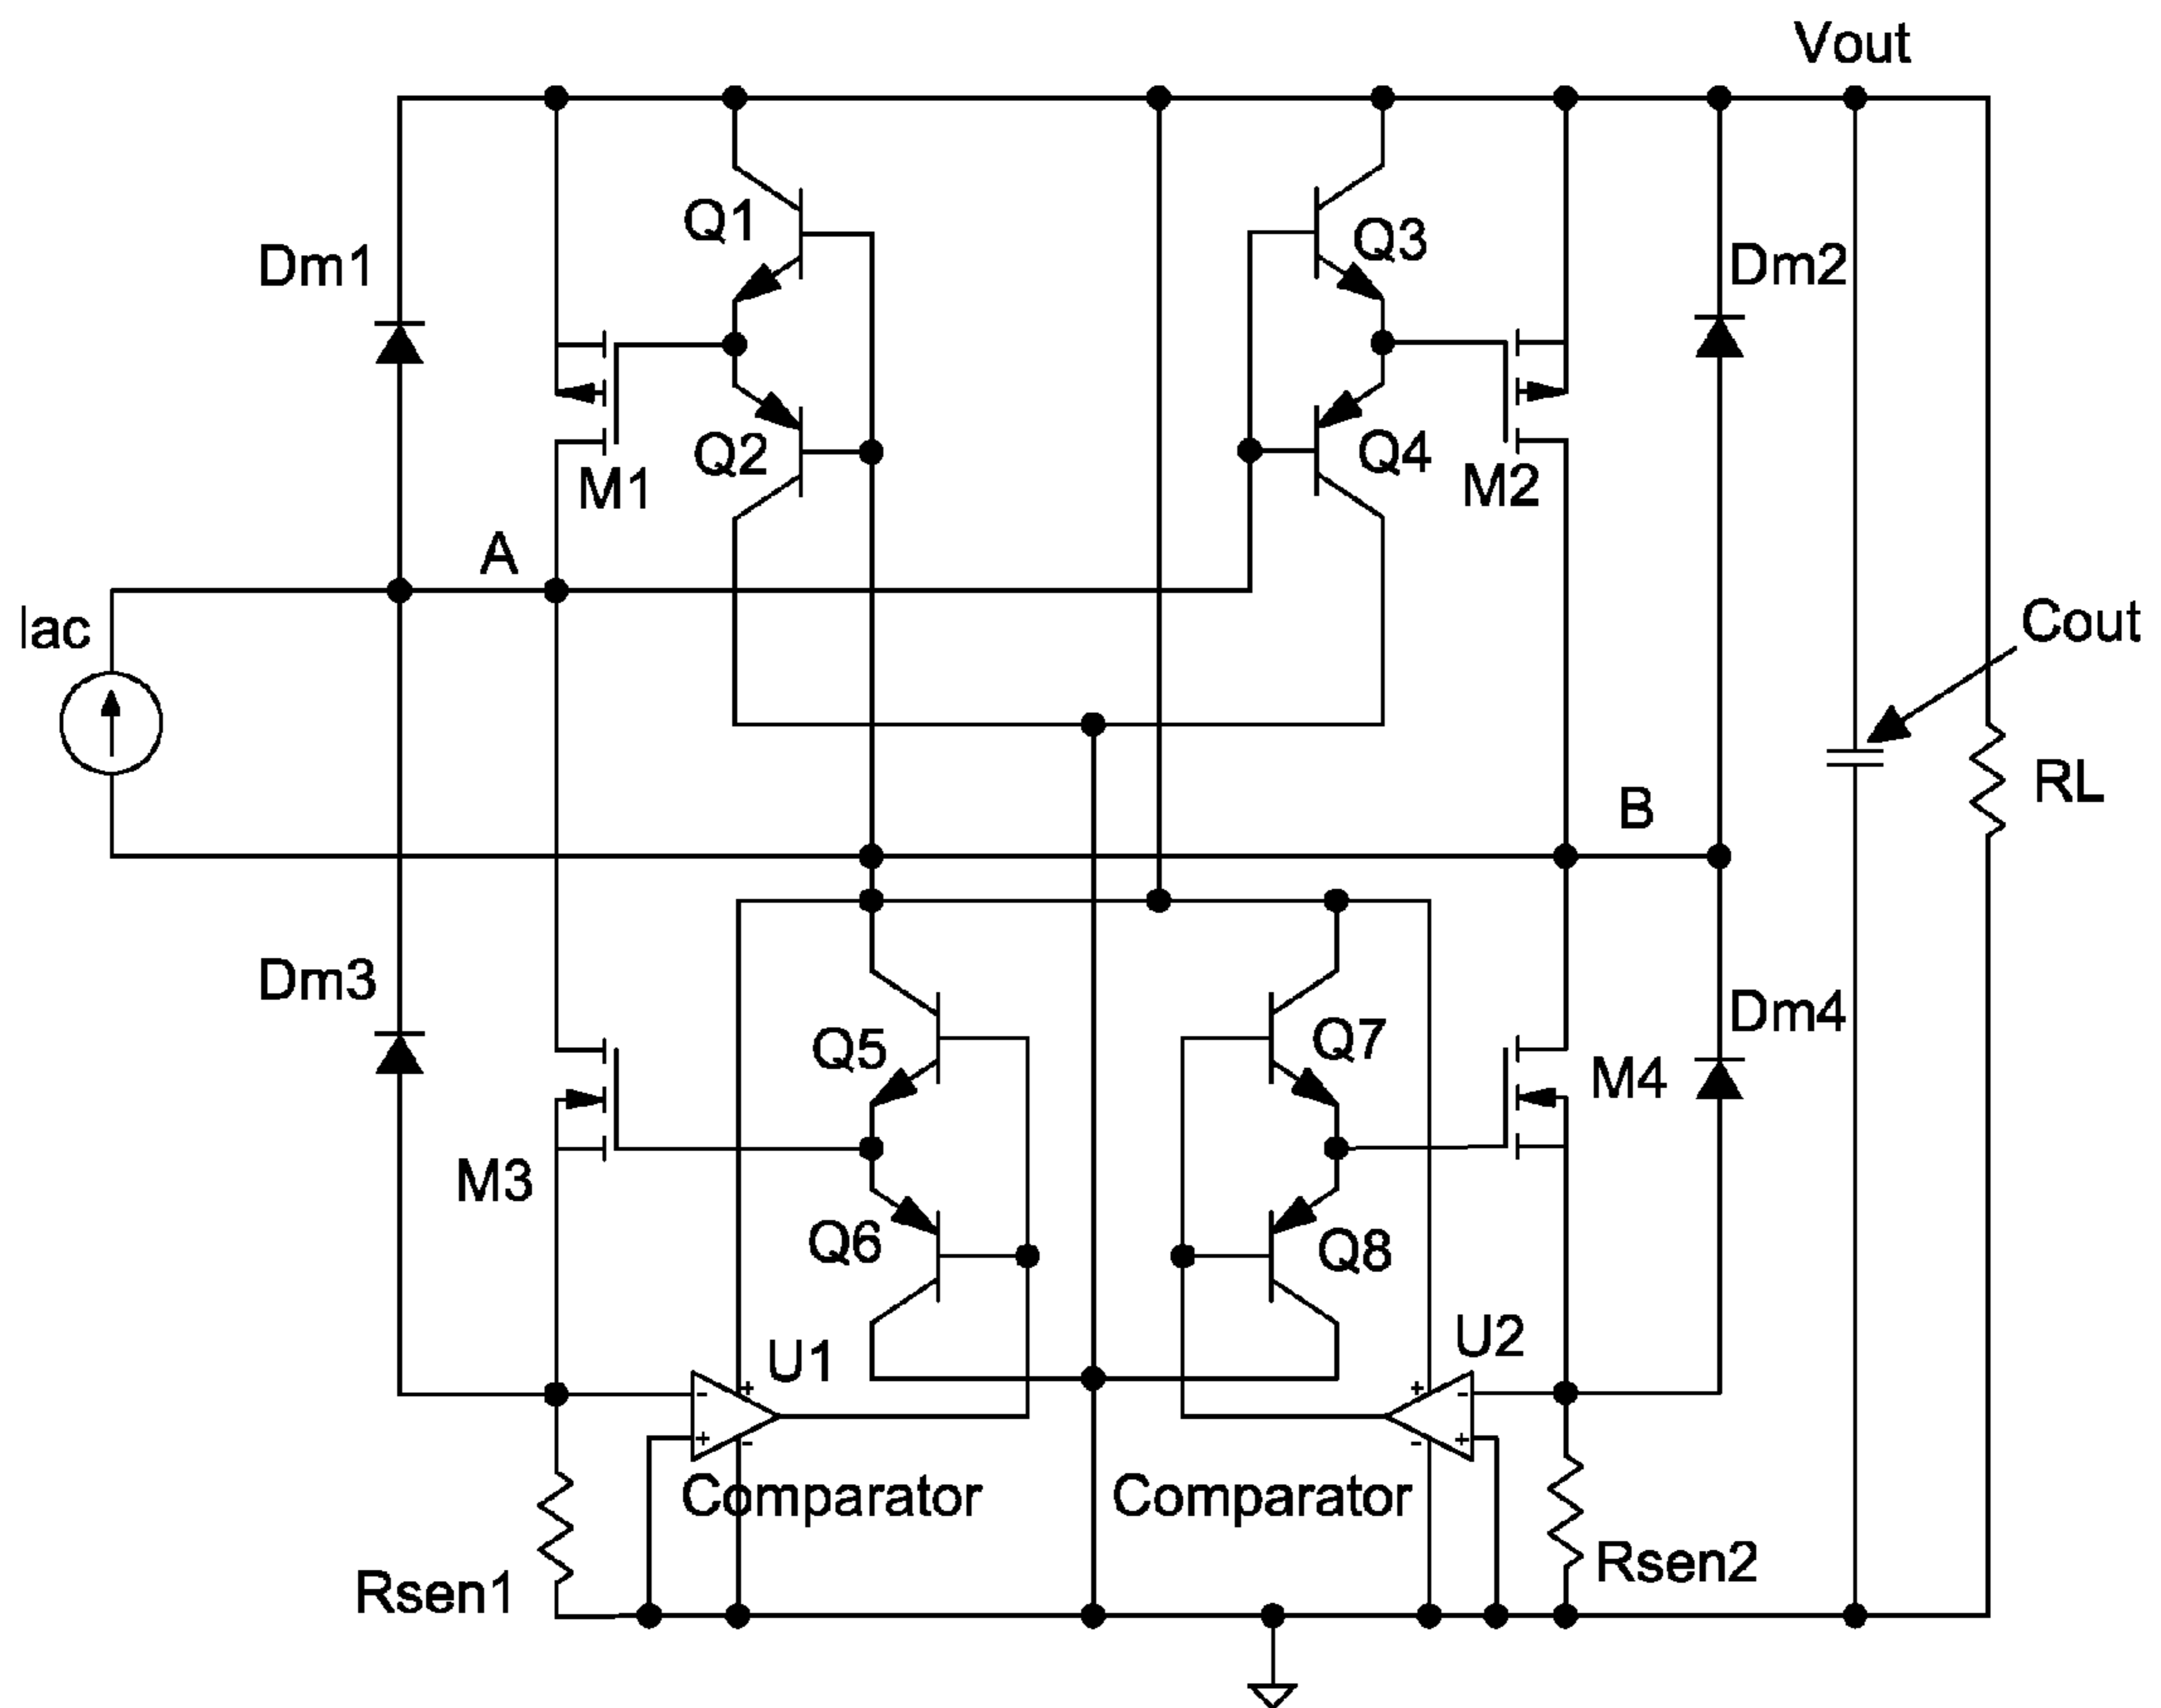 Vout
Q1
Q3
Dm1
Dm2
Q2
Q4
M1
M2
A
Iac
Cout
RL
B
Dm3
Dm4
Q5
Q7
M4
M3
Q6
Q8
U1
U2
- +
+ -
+ -
- +
Comparator
Comparator
Rsen1
Rsen2